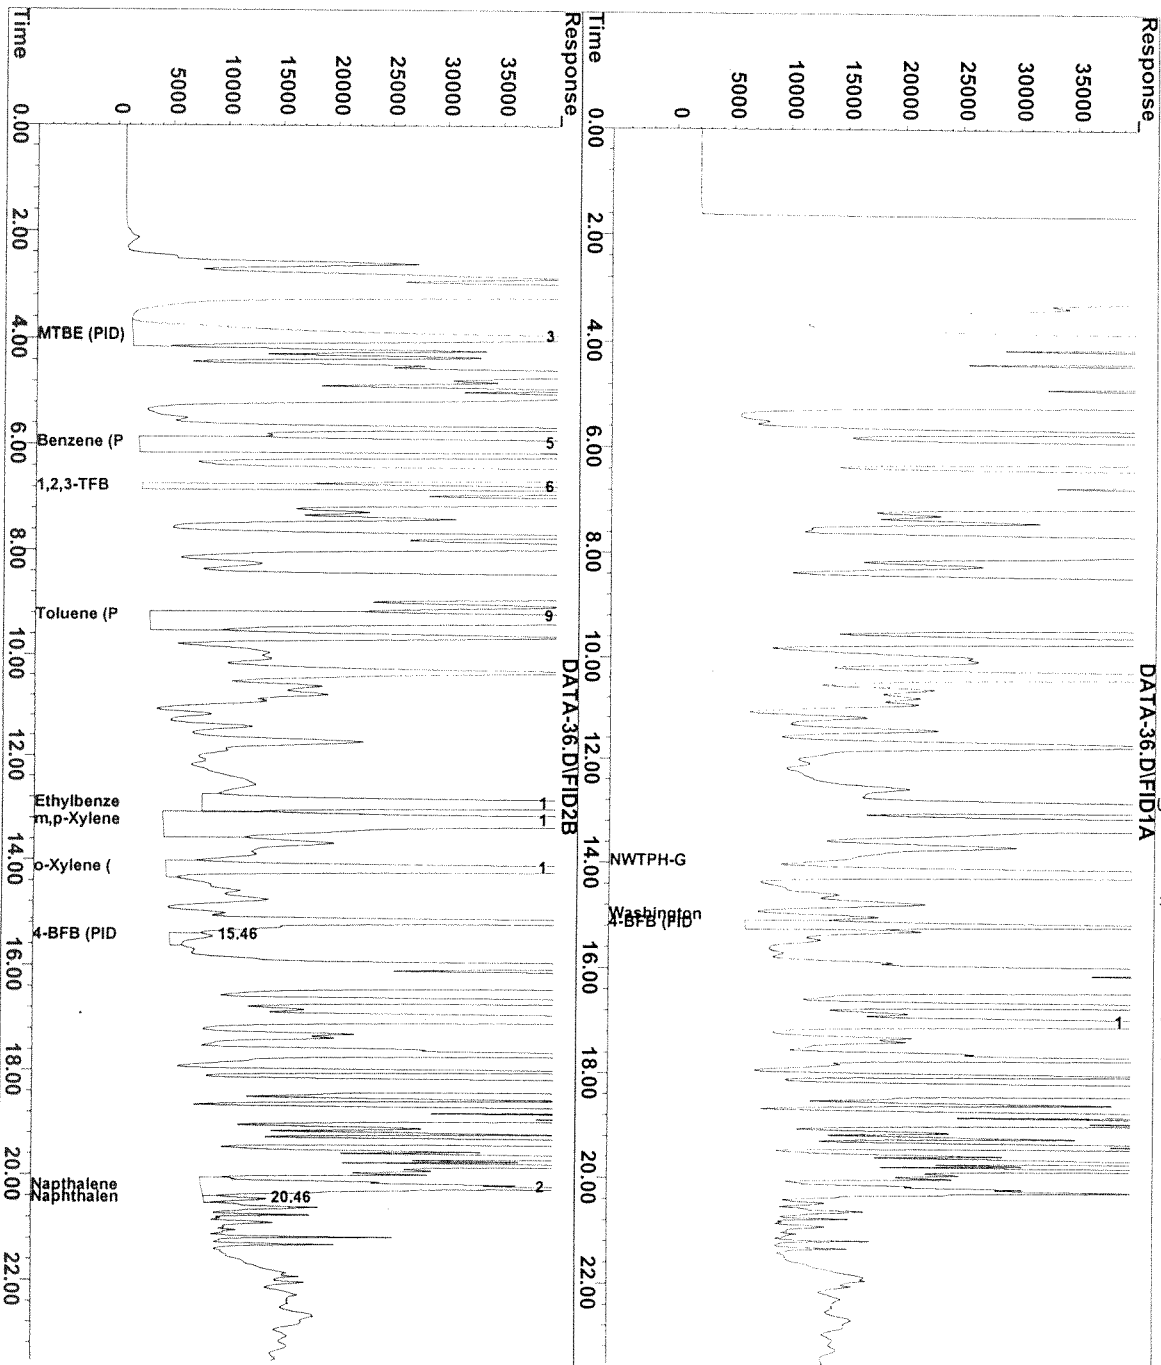 Response
35000
30000
25000
20000
15000
10000
5000
0
Time
0.00
2.00
4.00
6.00
8.00
10.00
12.00
14.00
16.00
18.00
20.00
22.00
DATA-36.D\FID1A
NWTPH-G
Washington
4-BFB (PID
1
Response
35000
30000
25000
20000
15000
10000
5000
0
Time
0.00
2.00
4.00
6.00
8.00
10.00
12.00
14.00
16.00
18.00
20.00
22.00
DATA-36.D\FID2B
MTBE (PID)
3
Benzene (P
5
1,2,3-TFB
6
Toluene (P
9
Ethylbenze
1
m,p-Xylene
1
o-Xylene (
1
4-BFB (PID
15.46
Napthalene
2
Naphthalen
20.46